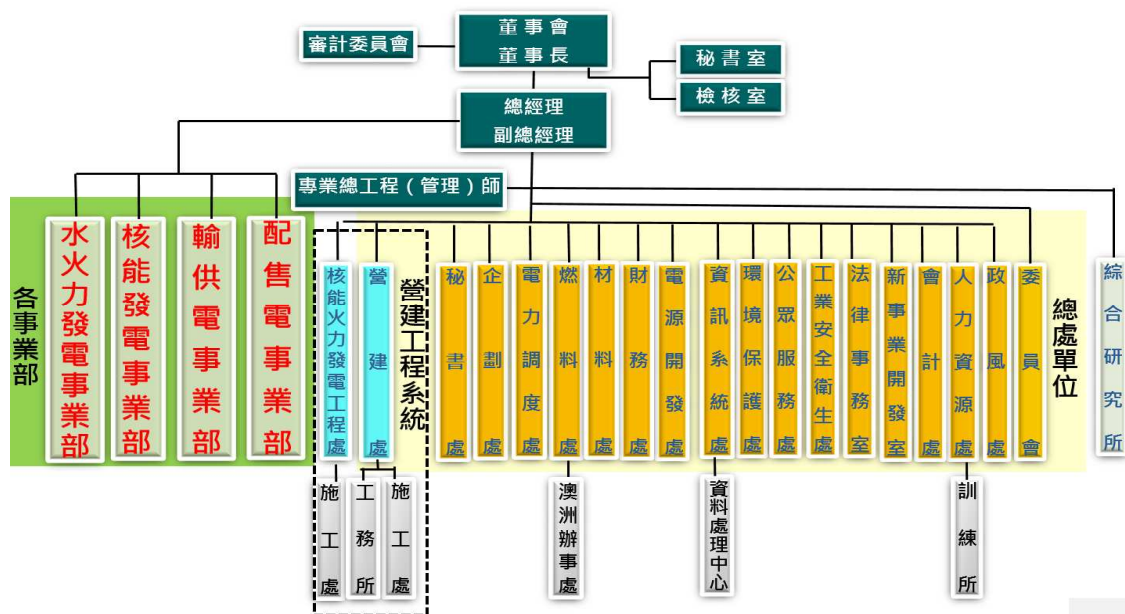 董事會
董事長
審計委員會
秘書室
檢核室
總經理
副總經理
專業總工程(管理)師
各事業部
水火力發電事業部
核能發電事業部
輸供電事業部
配售電事業部
核能火力發電工程處
營建處
營建工程系統
秘書處
企劃處
電力調度處
燃料處
材料處
財務處
電源開發處
資訊系統處
環境保護處
公眾服務處
工業安全衛生處
法律事務室
新事業開發室
會計處
人力資源處
政風處
委員會
總處單位
綜合研究所
施工處
工務所
施工處
澳洲辦事處
資料處理中心
訓練所